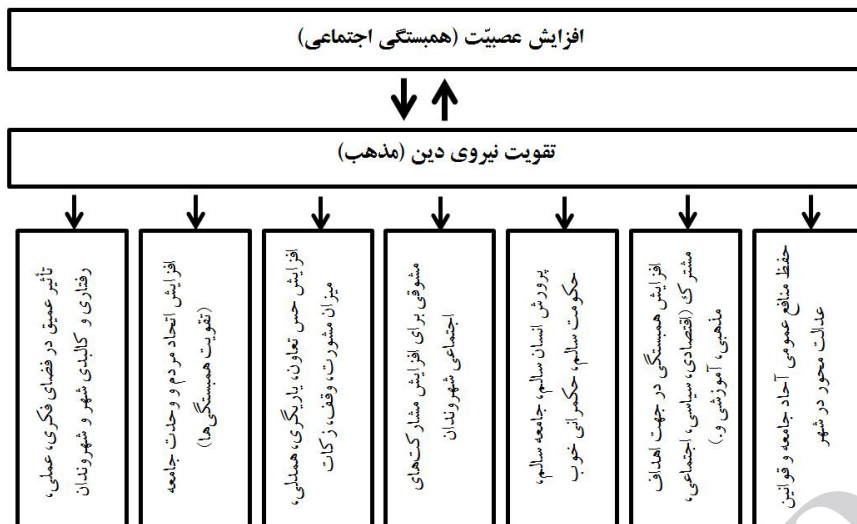 افزایش عصبیّت (همبستگی اجتماعی)
تقویت نیروی دین (مذهب)
حفظ منافع عمومی آحاد جامعه و قوانین
عدالت محور در شهر
افزایش همبستگی در جهت اهداف
مشترک (اقتصادی، سیاسی، اجتماعی،
مذهبی، آموزشی و.)
پرورش انسان سالم، جامعه سالم،
حکومت سالم، حکمرانی خوب
مشوقی برای افزایش مشارکت‌های
اجتماعی شهروندان
افزایش حس تعاون، یاریگری، همدلی،
میزان مشورت، وقف، زکات
افزایش اتحاد مردم و وحدت جامعه
(تقویت همبستگی‌ها)
تأثیر عمیق در فضای فکری، عملی،
رفتاری و کالبدی شهر و شهروندان